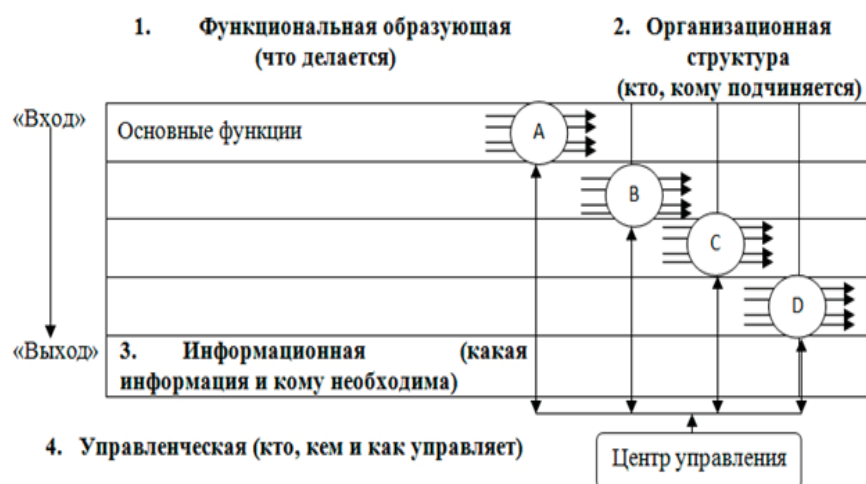 1. Функциональная образующая
(что делается)
2. Организационная
структура
(кто, кому подчиняется)
«Вход»
Основные функции
A
B
C
D
«Выход»
3. Информационная (какая
информация и кому необходима)
4. Управленческая (кто, кем и как управляет)
Центр управления